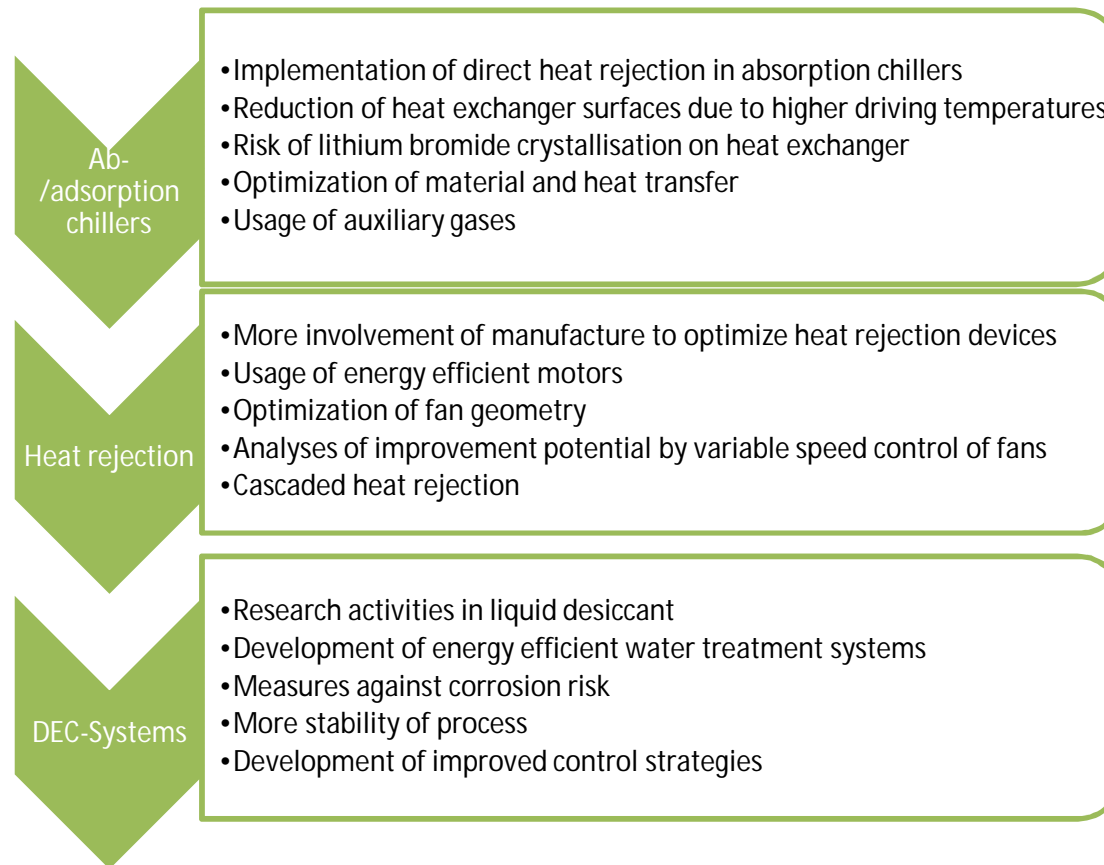 Ab-
/adsorption
chillers
•Implementation of direct heat rejection in absorption chillers
•Reduction of heat exchanger surfaces due to higher driving temperatures
•Risk of lithium bromide crystallisation on heat exchanger
•Optimization of material and heat transfer
•Usage of auxiliary gases
Heat rejection
•More involvement of manufacture to optimize heat rejection devices
•Usage of energy efficient motors
•Optimization of fan geometry
•Analyses of improvement potential by variable speed control of fans
•Cascaded heat rejection
DEC-Systems
•Research activities in liquid desiccant
•Development of energy efficient water treatment systems
•Measures against corrosion risk
•More stability of process
•Development of improved control strategies